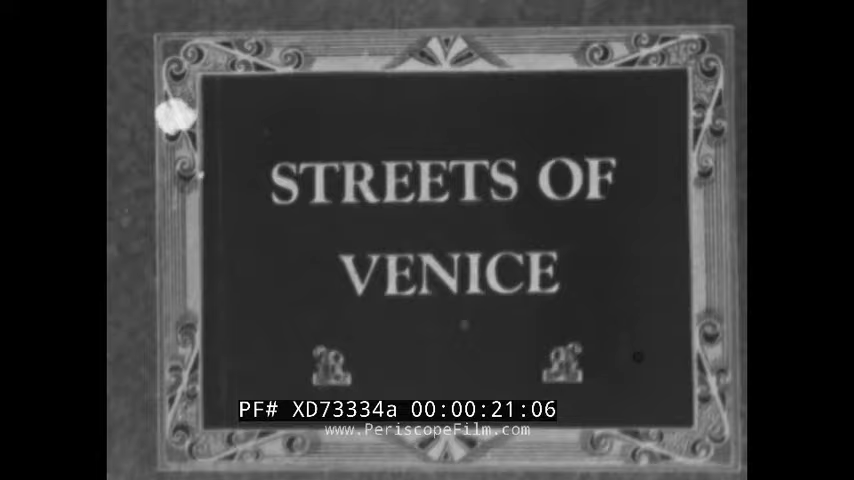 STREETS OF
VENICE
PF# XD73334a 00:00:21:06
www.PeriscopeFilm.com